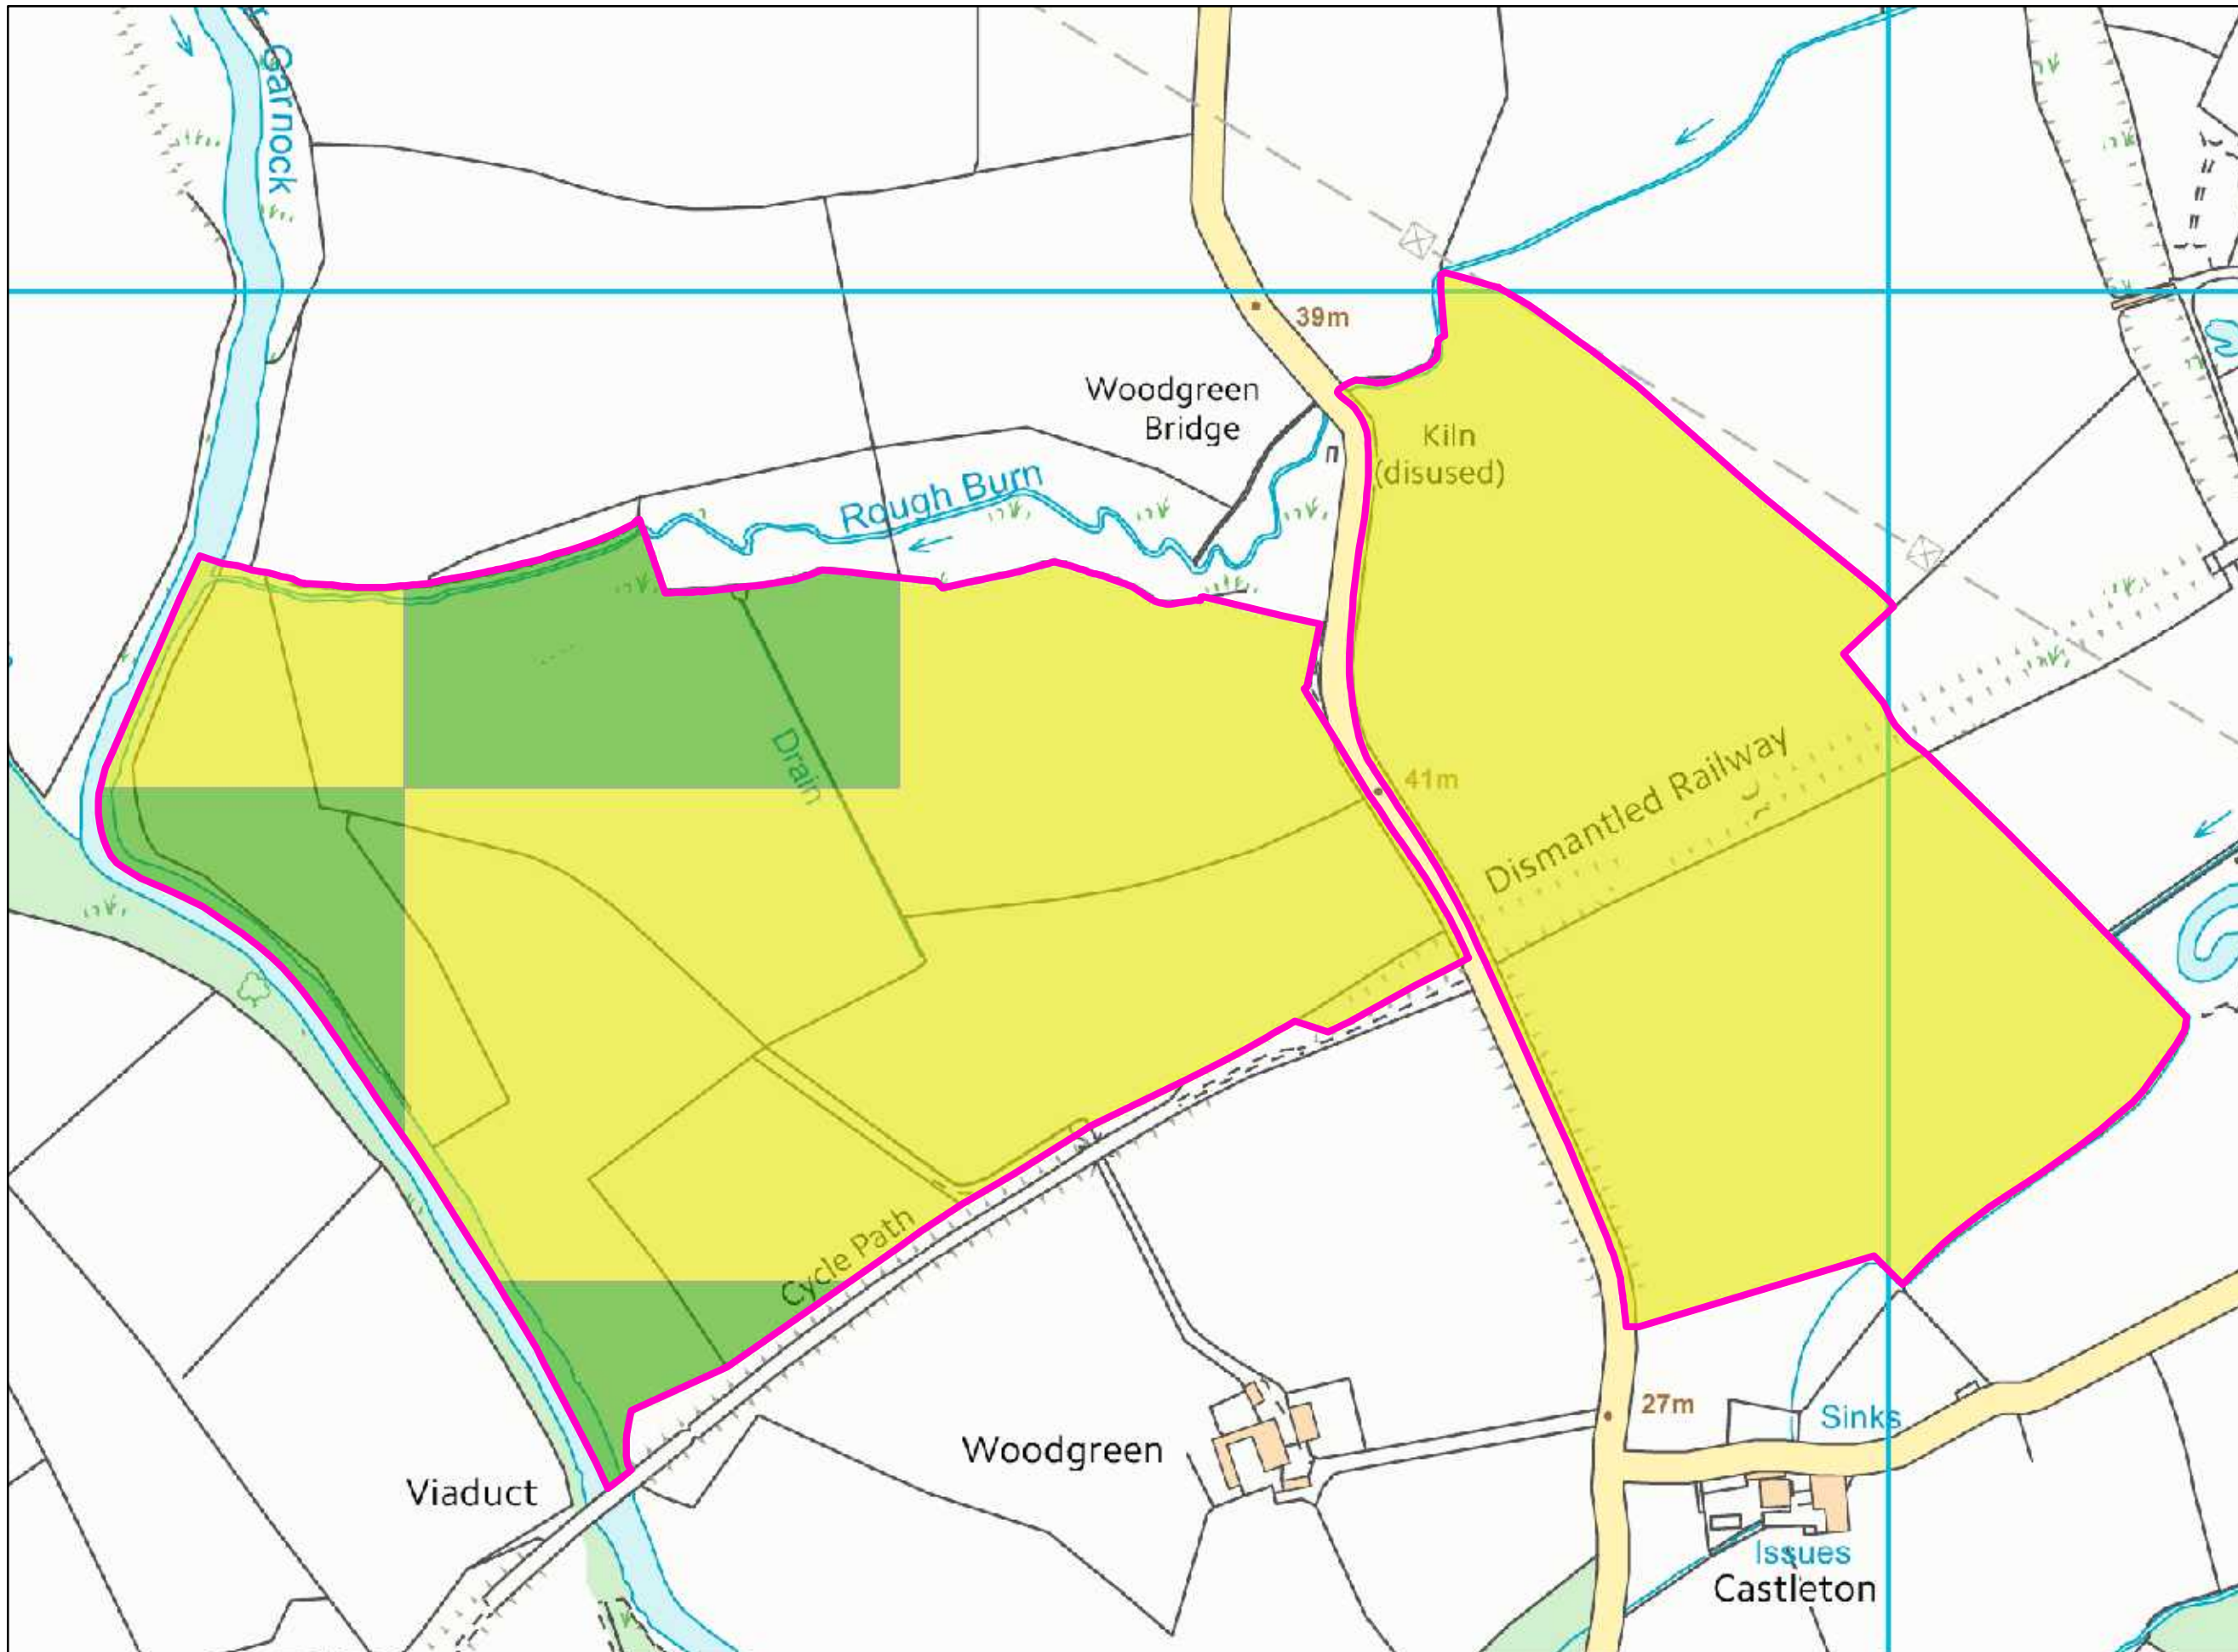 Garnock
39m
Woodgreen
Bridge
Kiln
(disused)
Rough Burn
Drain
41m
Dismantled Railway
Cycle Path
27m
Sinks
Woodgreen
Viaduct
Issues
Castleton